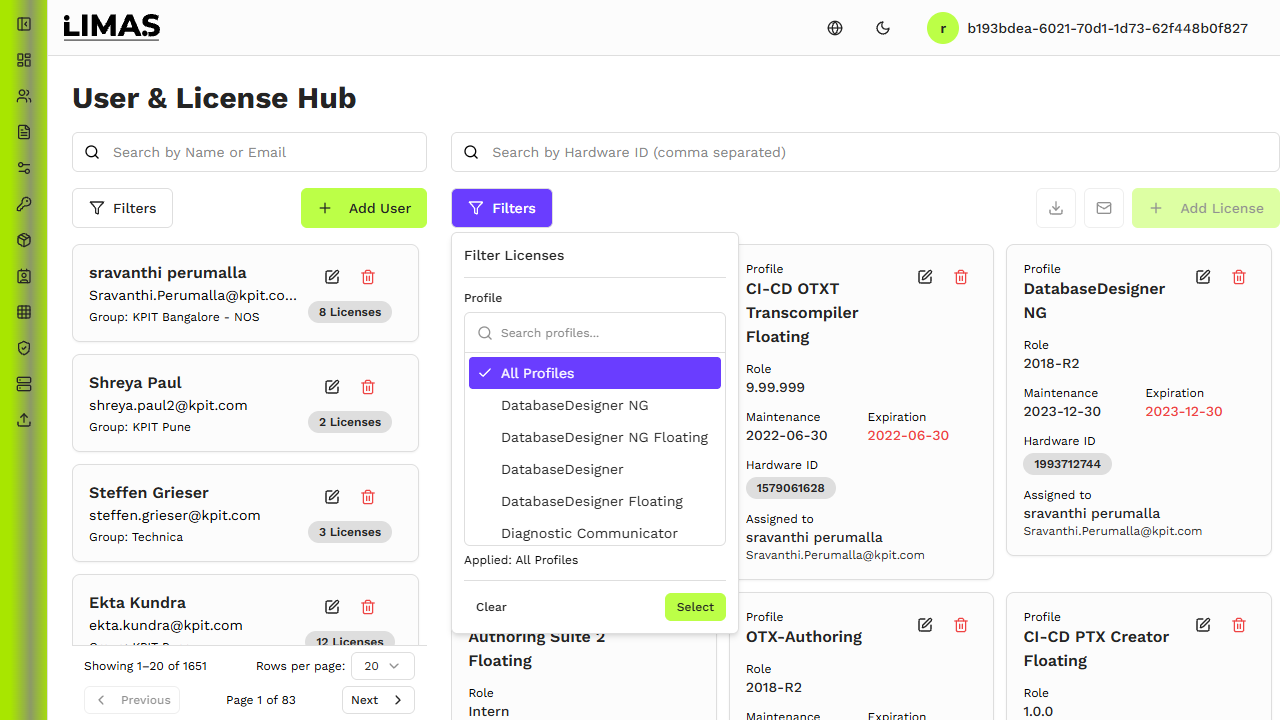 LIMAS
r
b193bdea-6021-70d1-1d73-62f448b0f827
User & License Hub
Search by Name or Email
Filters
Add User
sravanthi perumalla
Sravanthi.Perumalla@kpit.co...
Group: KPIT Bangalore - NOS
8 Licenses
Shreya Paul
shreya.paul2@kpit.com
Group: KPIT Pune
2 Licenses
Steffen Grieser
steffen.grieser@kpit.com
Group: Technica
3 Licenses
Ekta Kundra
ekta.kundra@kpit.com
12 Licenses
Showing 1–20 of 1651
Rows per page:
20
Previous
Page 1 of 83
Next
Search by Hardware ID (comma separated)
Filters
Add License
Filter Licenses
Profile
Search profiles...
All Profiles
DatabaseDesigner NG
DatabaseDesigner NG Floating
DatabaseDesigner
DatabaseDesigner Floating
Diagnostic Communicator
Applied: All Profiles
Clear
Select
Profile
CI-CD OTXT
Transcompiler
Floating
Role
9.99.999
Maintenance
Expiration
2022-06-30
2022-06-30
Hardware ID
1579061628
Assigned to
sravanthi perumalla
Sravanthi.Perumalla@kpit.com
Profile
DatabaseDesigner
NG
Role
2018-R2
Maintenance
Expiration
2023-12-30
2023-12-30
Hardware ID
1993712744
Assigned to
sravanthi perumalla
Sravanthi.Perumalla@kpit.com
Authoring Suite 2
Floating
Role
Intern
Profile
OTX-Authoring
Role
2018-R2
Maintenance
Expiration
Profile
CI-CD PTX Creator
Floating
Role
1.0.0